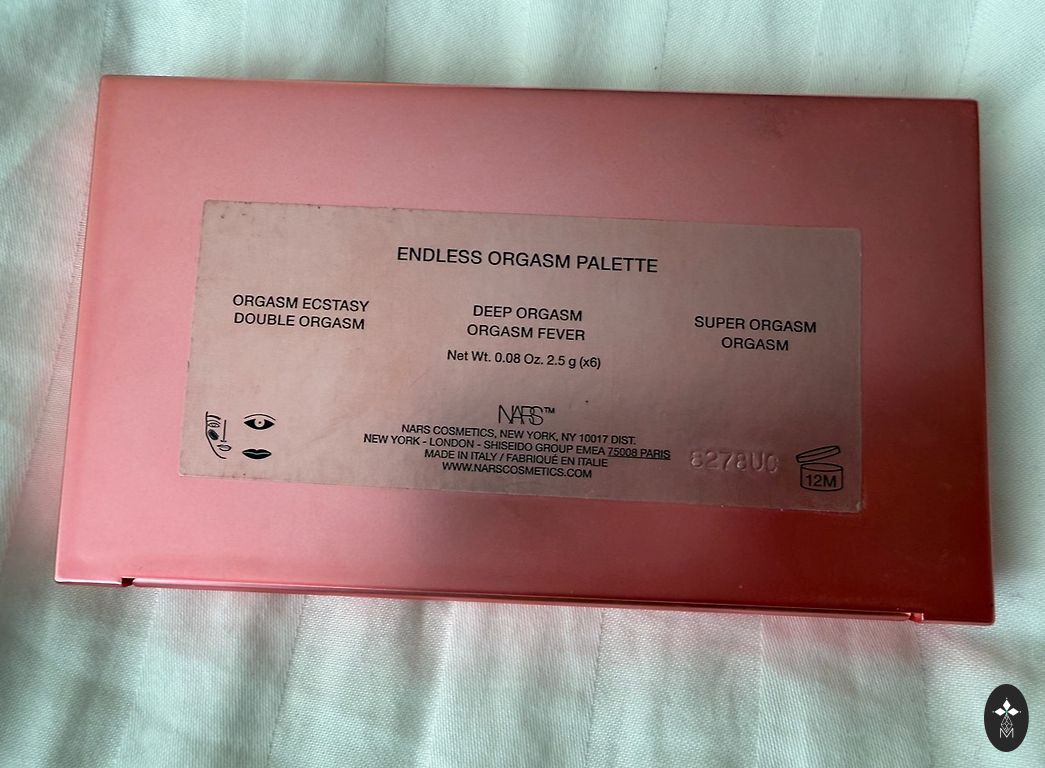 ENDLESS ORGASM PALETTE
ORGASM ECSTASY
DOUBLE ORGASM
DEEP ORGASM
ORGASM FEVER
SUPER ORGASM
ORGASM
Net Wt. 0.08 Oz. 2.5 g (x6)
NARS™
NARS COSMETICS, NEW YORK, NY 10017 DIST.
NEW YORK - LONDON - SHISEIDO GROUP EMEA 75008 PARIS
MADE IN ITALY / FABRIQUÉ EN ITALIE
WWW.NARSCOSMETICS.COM
8278UC
12M
M